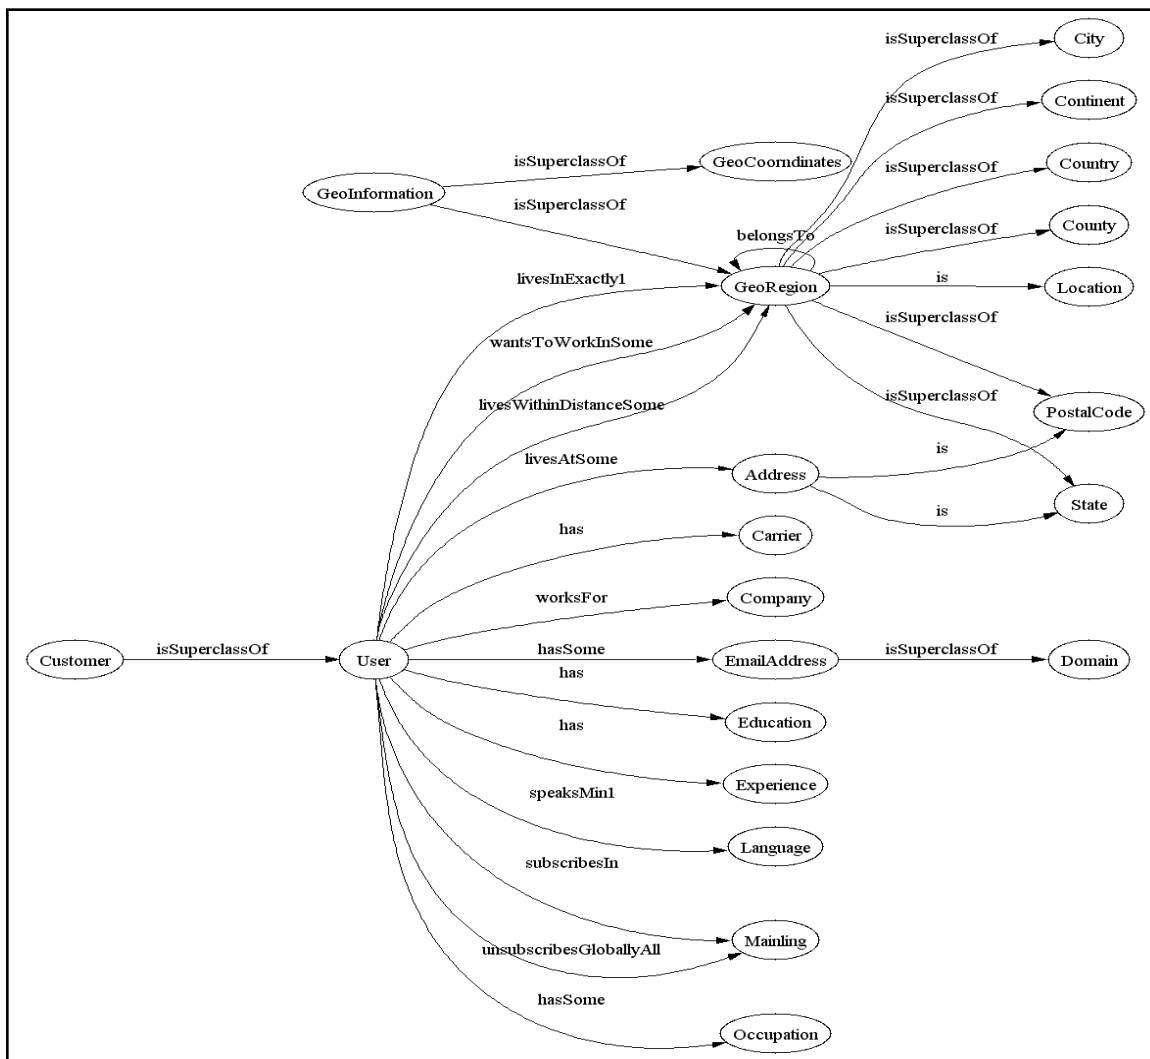 isSuperclassOf
City
isSuperclassOf
Continent
isSuperclassOf
GeoCoorndinates
isSuperclassOf
Country
GeoInformation
isSuperclassOf
isSuperclassOf
County
belongsTo
livesInExactly1
GeoRegion
is
Location
isSuperclassOf
wantsToWorkInSome
isSuperclassOf
livesWithinDistanceSome
PostalCode
livesAtSome
Address
is
is
State
has
Carrier
worksFor
Company
Customer
isSuperclassOf
User
hasSome
EmailAddress
isSuperclassOf
Domain
has
Education
has
Experience
speaksMin1
Language
subscribesIn
Mainling
unsubscribesGloballyAll
hasSome
Occupation